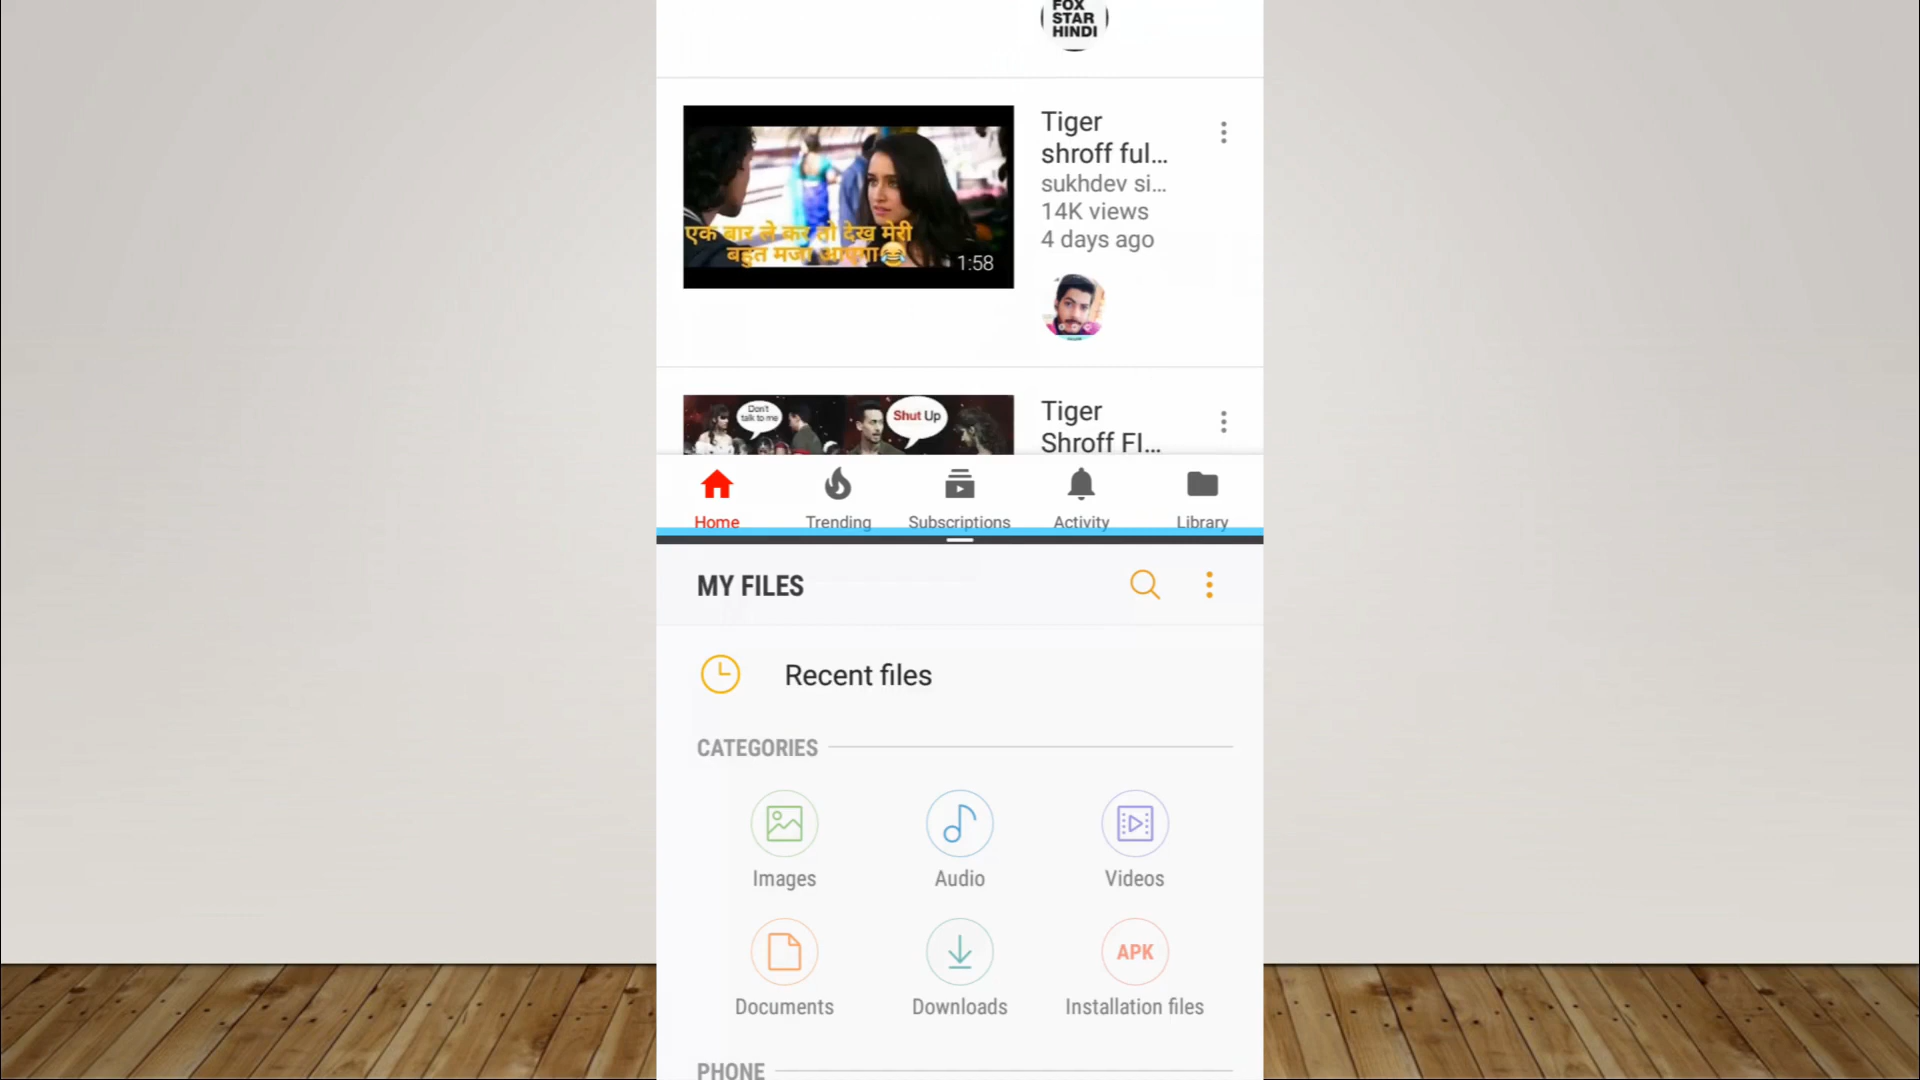 FOX
STAR
HINDI
Tiger
shroff ful...
sukhdev si...
14K views
4 days ago
एक बार ले कर तो देख मेरी
बहुत मजा आएगा😂
1:58
Don't
talk to me
Shut Up
Tiger
Shroff Fl...
Home
Trending
Subscriptions
Activity
Library
MY FILES
Recent files
CATEGORIES
Images
Audio
Videos
APK
Documents
Downloads
Installation files
PHONE